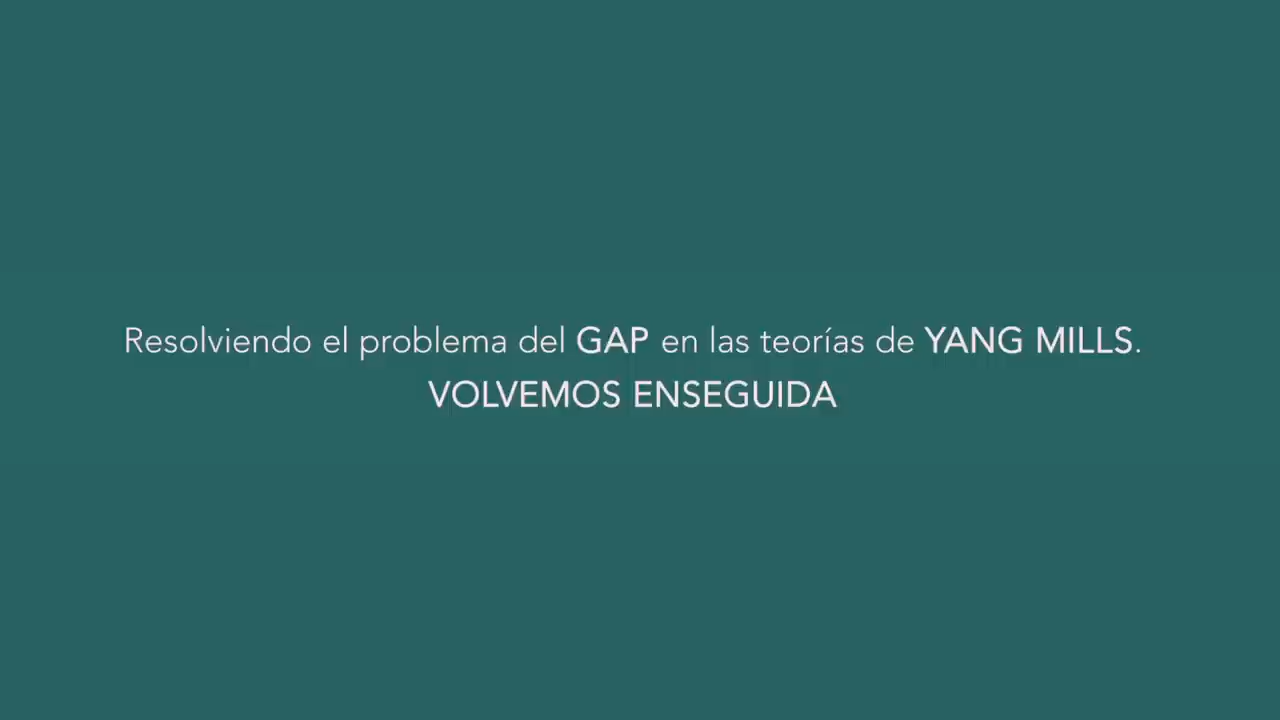 Resolviendo el problema del GAP en las teorías de YANG MILLS.
VOLVEMOS ENSEGUIDA